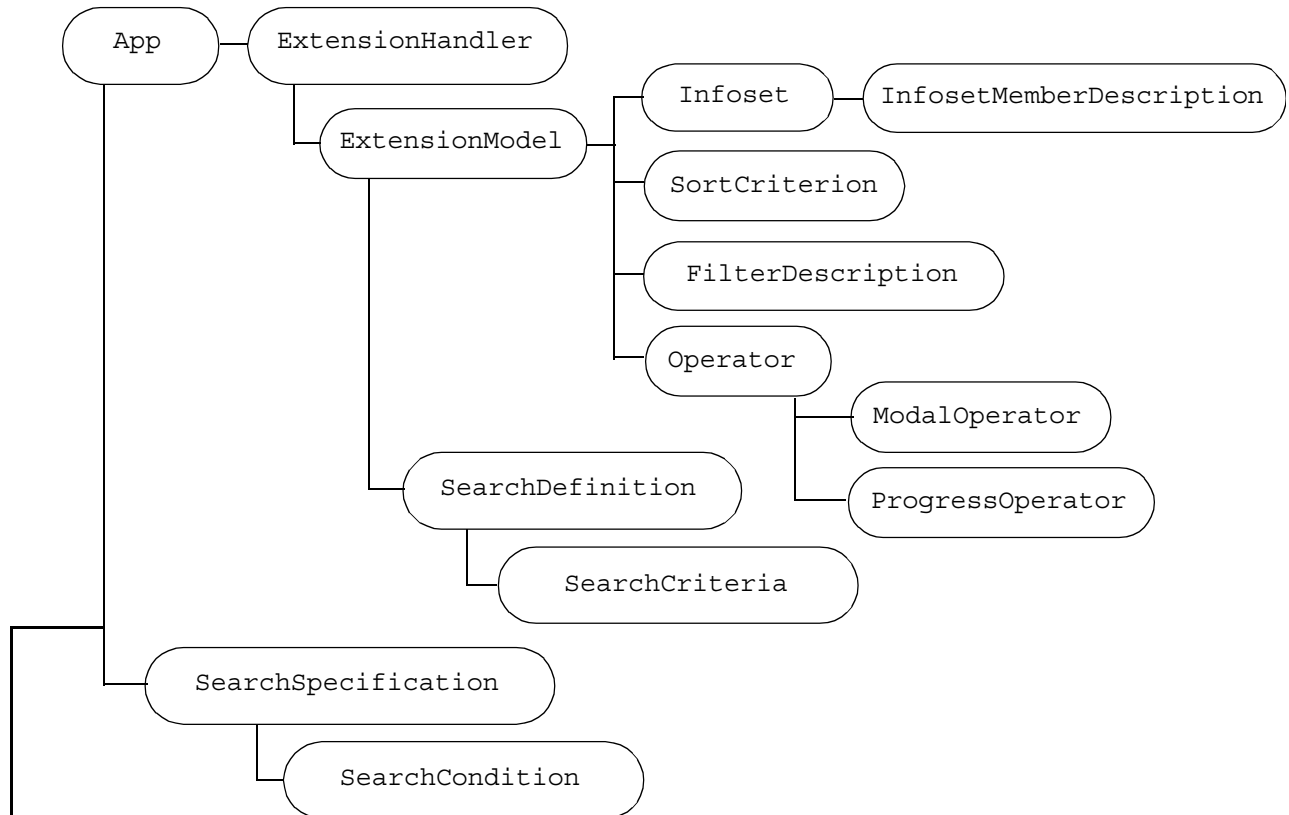 App
ExtensionHandler
Infoset
InfosetMemberDescription
ExtensionModel
SortCriterion
FilterDescription
Operator
ModalOperator
SearchDefinition
ProgressOperator
SearchCriteria
SearchSpecification
SearchCondition